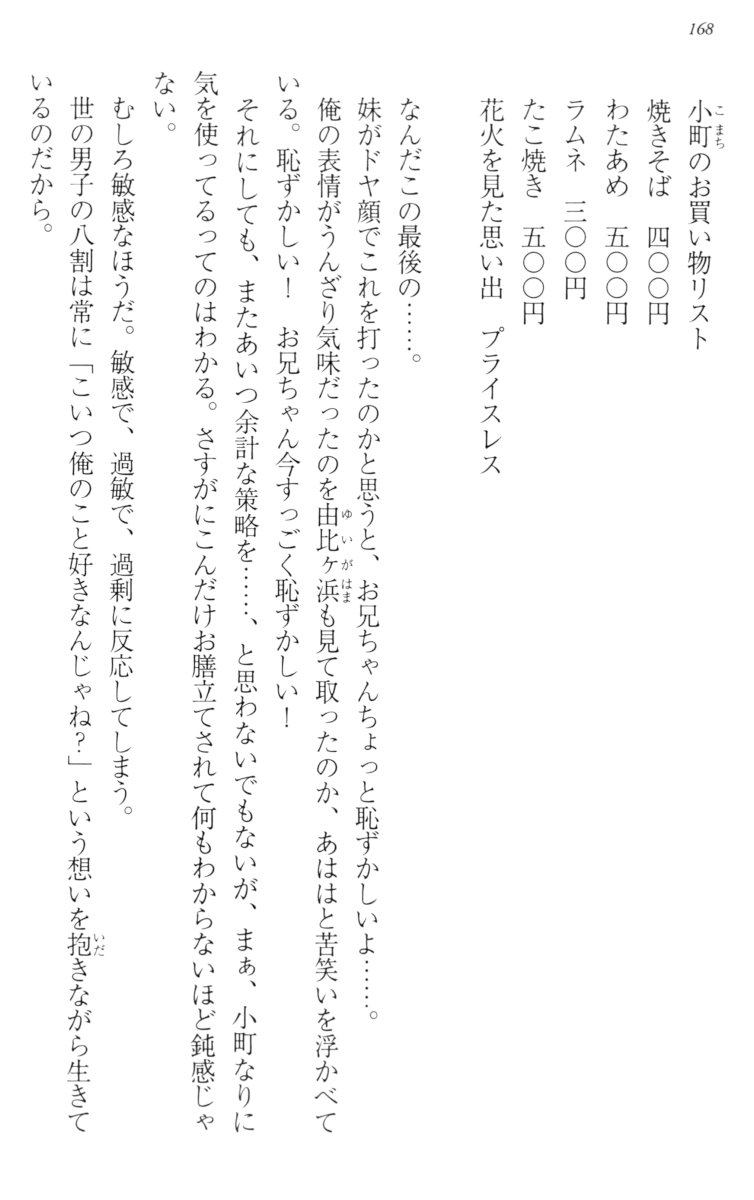 168
小町のお買い物リスト
焼きそば　四〇〇円
わたあめ　五〇〇円
ラムネ　三〇〇円
たこ焼き　五〇〇円
花火を見た思い出　プライスレス
なんだこの最後の……。
妹がドヤ顔でこれを打ったのかと思うと、お兄ちゃんちょっと恥ずかしいよ……。
俺の表情がうんざり気味だったのを由比ヶ浜も見て取ったのか、あははと苦笑いを浮かべて
いる。恥ずかしい！　お兄ちゃん今すっごく恥ずかしい！
それにしても、またあいつ余計な策略を……、と思わないでもないが、まぁ、小町なりに
気を使ってるってのはわかる。さすがにこんだけお膳立てされて何もわからないほど鈍感じゃ
ない。
むしろ敏感なほうだ。敏感で、過敏で、過剰に反応してしまう。
世の男子の八割は常に「こいつ俺のこと好きなんじゃね？」という想いを抱きながら生きて
いるのだから。